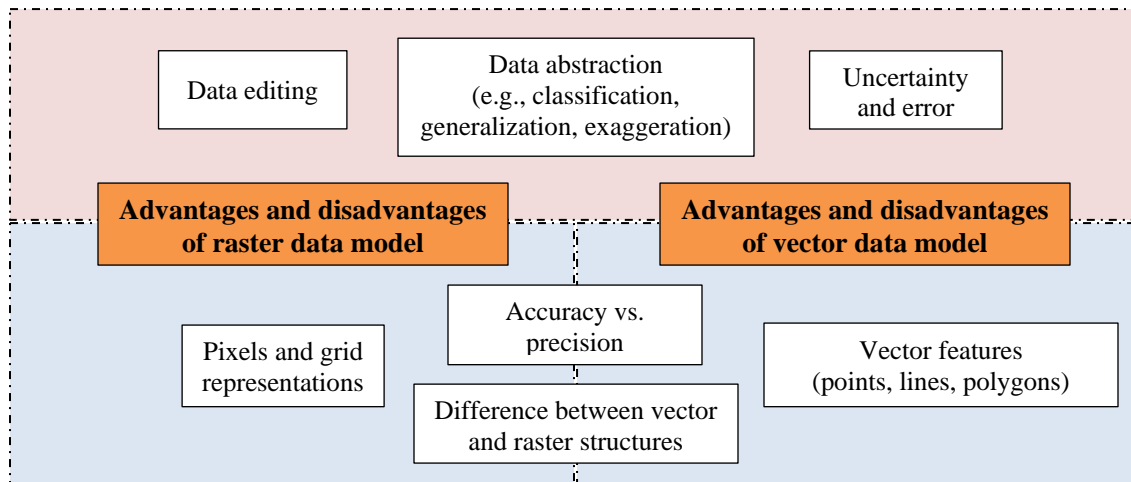 Data editing
Data abstraction
(e.g., classification,
generalization, exaggeration)
Uncertainty
and error
Advantages and disadvantages
of raster data model
Advantages and disadvantages
of vector data model
Accuracy vs.
precision
Pixels and grid
representations
Vector features
(points, lines, polygons)
Difference between vector
and raster structures